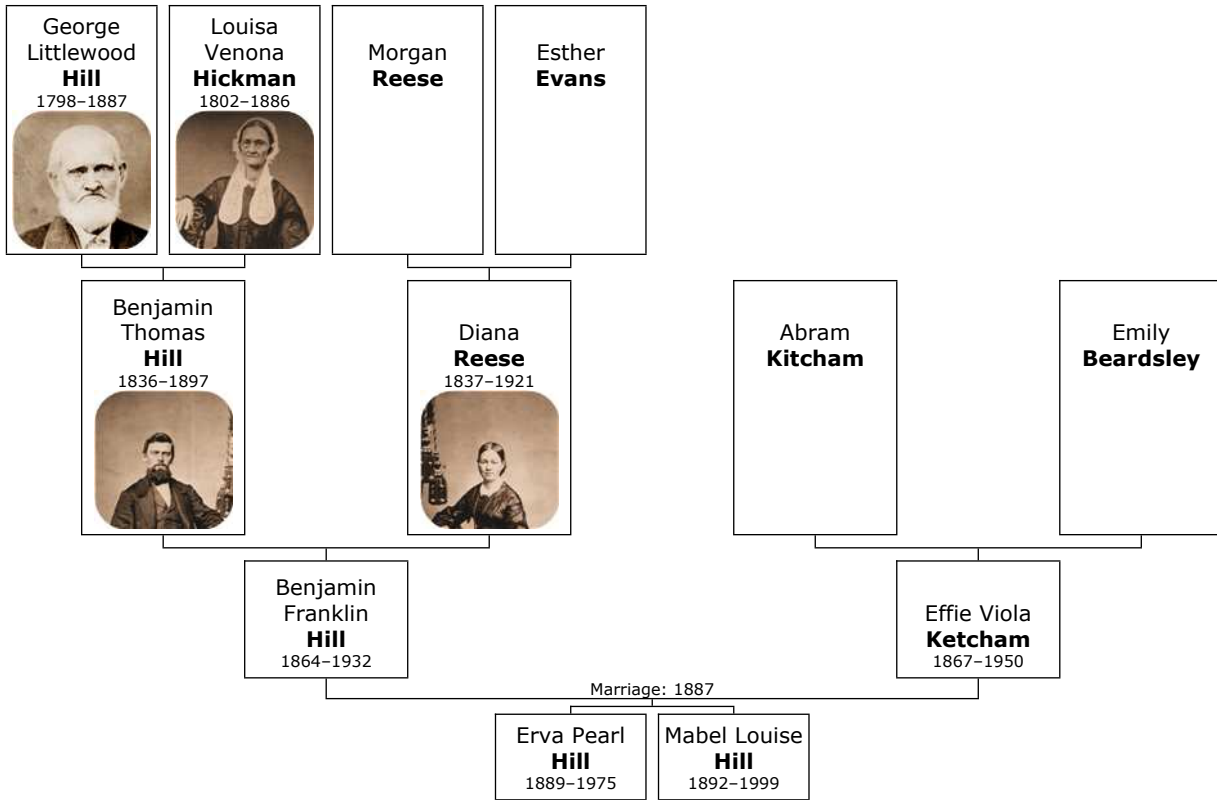 George
Littlewood
Hill
1798–1887
Louisa
Venona
Hickman
1802–1886
Morgan
Reese
Esther
Evans
Benjamin
Thomas
Hill
1836–1897
Diana
Reese
1837–1921
Abram
Kitcham
Emily
Beardsley
Benjamin
Franklin
Hill
1864–1932
Effie Viola
Ketcham
1867–1950
Marriage: 1887
Erva Pearl
Hill
1889–1975
Mabel Louise
Hill
1892–1999